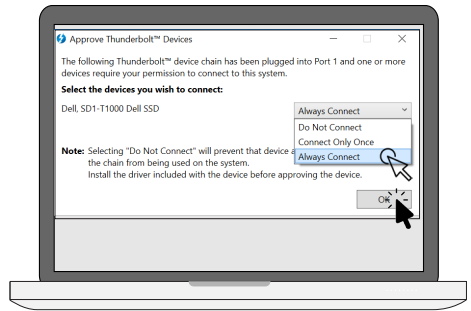 Approve Thunderbolt™ Devices
The following Thunderbolt™ device chain has been plugged into Port 1 and one or more
devices require your permission to connect to this system.
Select the devices you wish to connect:
Dell, SD1-T1000 Dell SSD
Always Connect
Do Not Connect
Connect Only Once
Always Connect
Note: Selecting "Do Not Connect" will prevent that device a
the chain from being used on the system.
Install the driver included with the device before approving the device.
OK